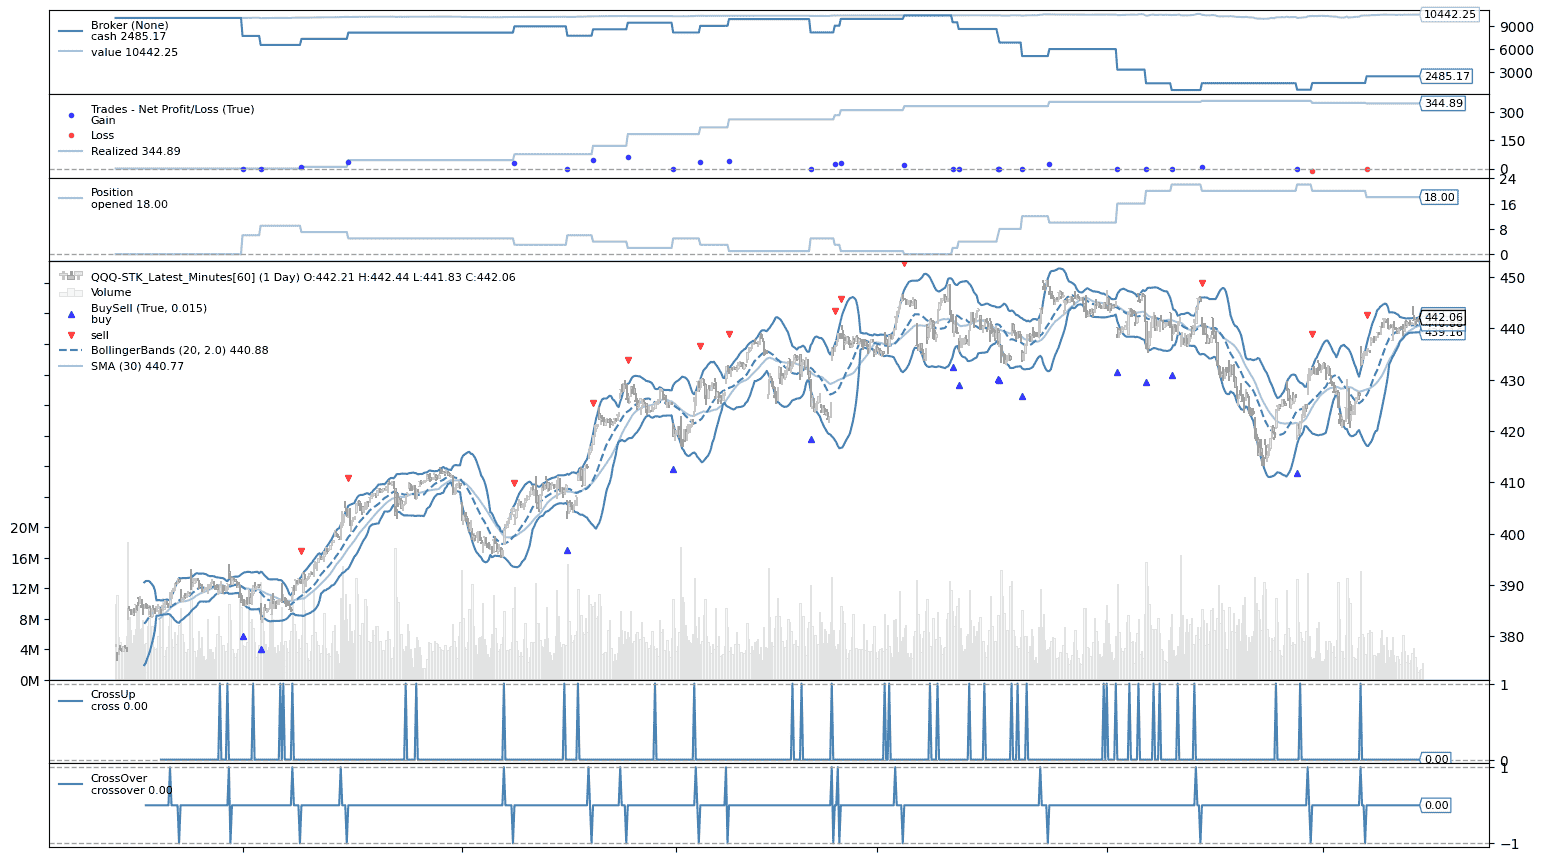 Broker (None)
cash 2485.17
value 10442.25
10442.25
9000
6000
3000
2485.17
Trades - Net Profit/Loss (True)
Gain
Loss
Realized 344.89
344.89
300
150
0
Position
opened 18.00
24
18.00
16
8
0
QQQ-STK_Latest_Minutes[60] (1 Day) O:442.21 H:442.44 L:441.83 C:442.06
Volume
BuySell (True, 0.015)
buy
sell
BollingerBands (20, 2.0) 440.88
SMA (30) 440.77
450
442.06
440
430
420
410
400
390
380
20M
16M
12M
8M
4M
0M
CrossUp
cross 0.00
1
0.00
0
CrossOver
crossover 0.00
1
0.00
−1